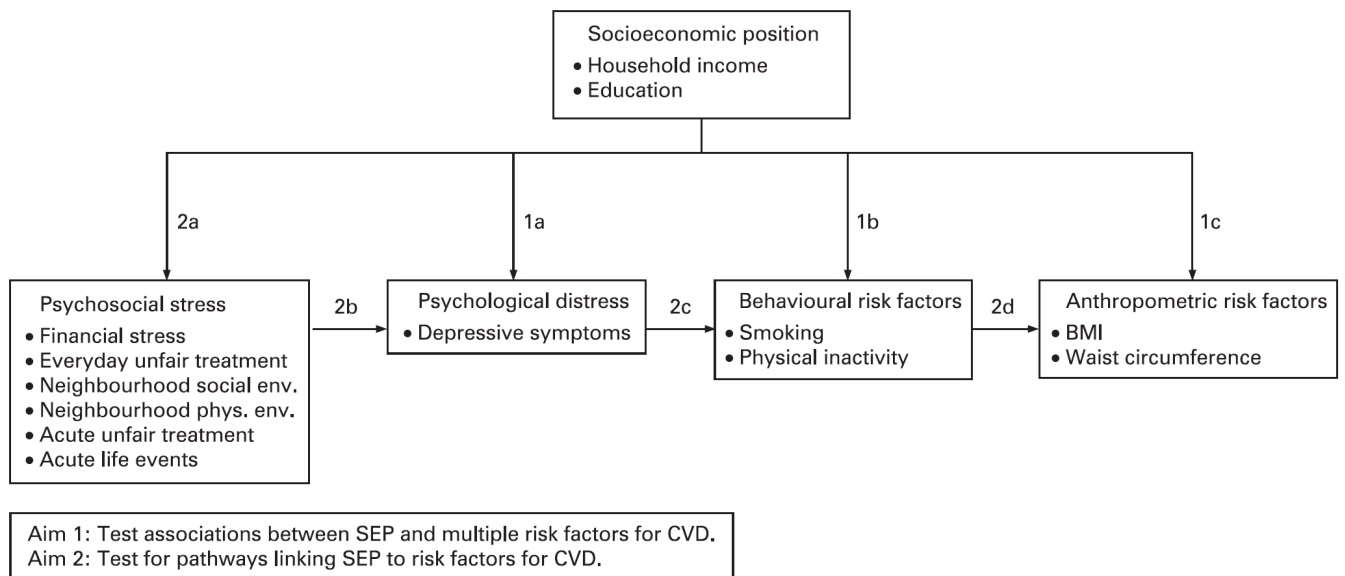 Socioeconomic position
• Household income
• Education
2a
1a
1b
1c
Psychosocial stress
• Financial stress
• Everyday unfair treatment
• Neighbourhood social env.
• Neighbourhood phys. env.
• Acute unfair treatment
• Acute life events
2b
Psychological distress
• Depressive symptoms
2c
Behavioural risk factors
• Smoking
• Physical inactivity
2d
Anthropometric risk factors
• BMI
• Waist circumference
Aim 1: Test associations between SEP and multiple risk factors for CVD.
Aim 2: Test for pathways linking SEP to risk factors for CVD.